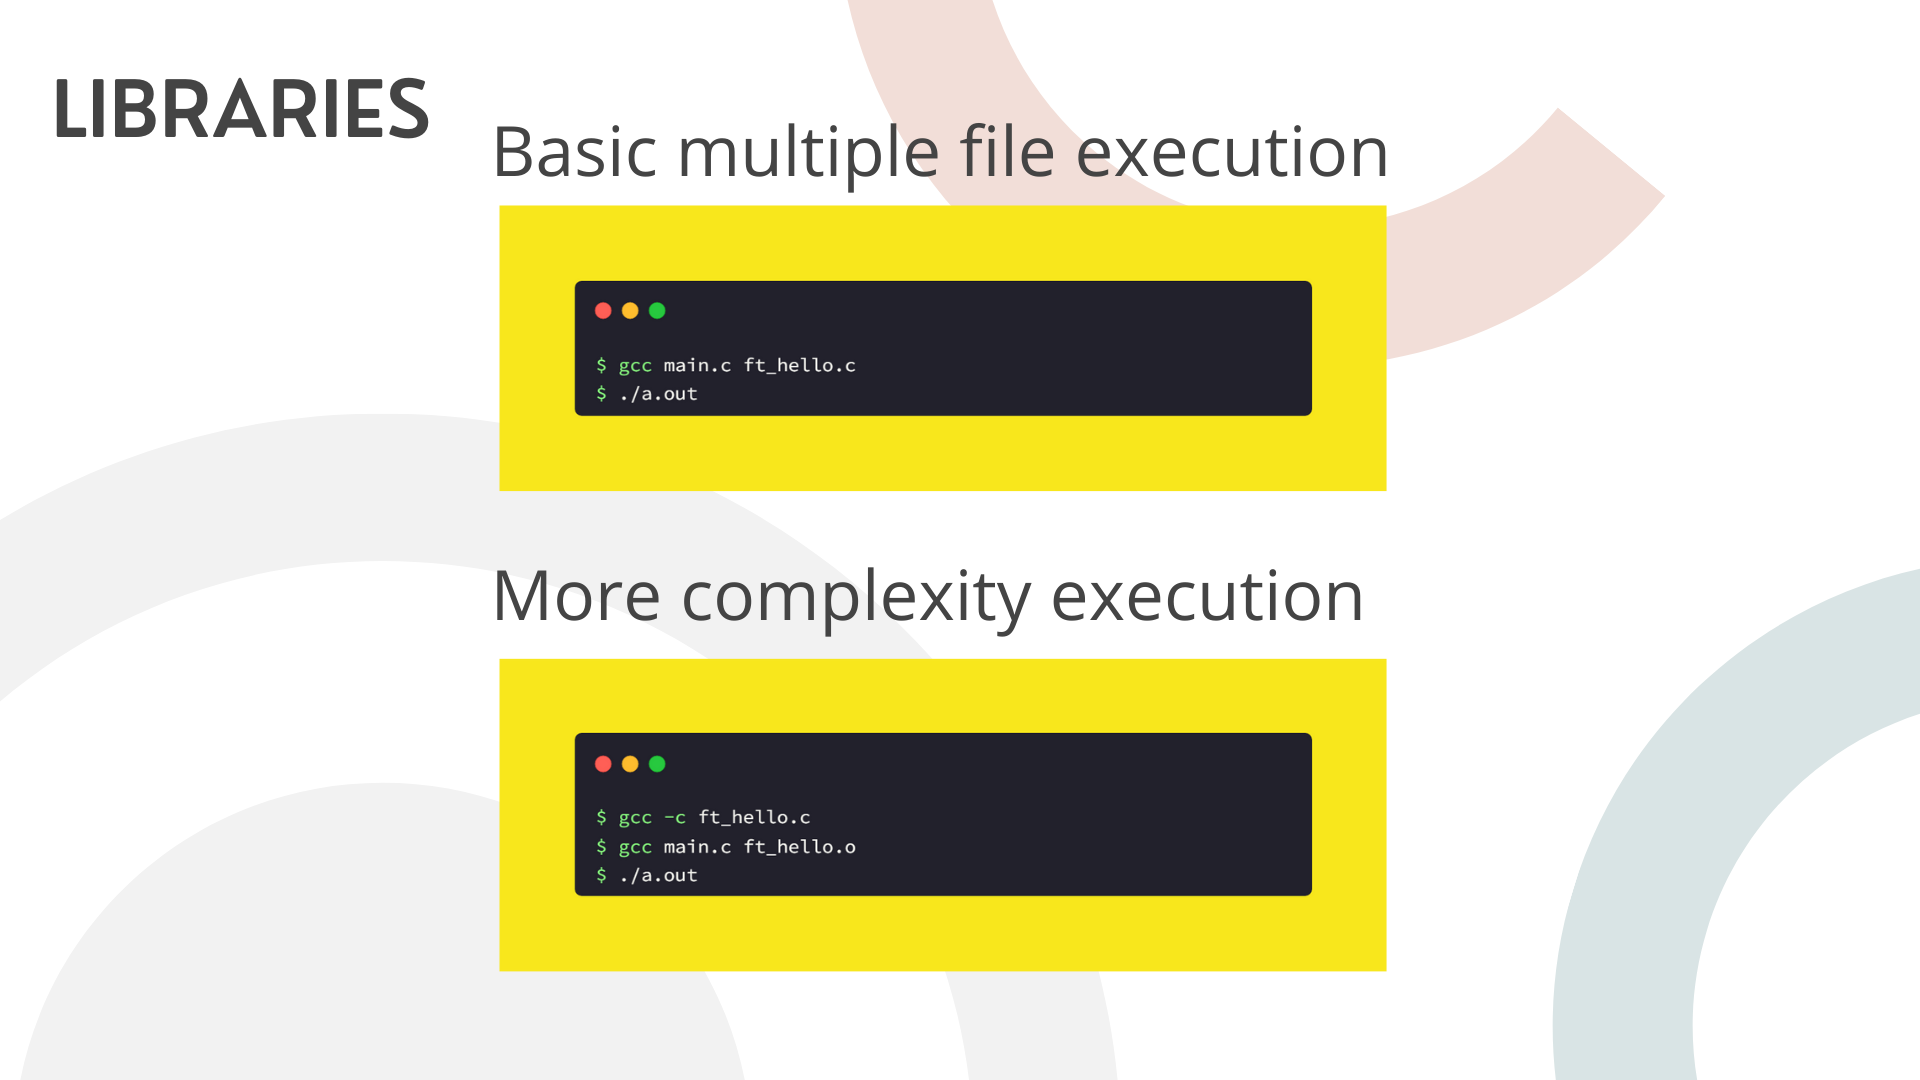 LIBRARIES
Basic multiple file execution
$ gcc main.c ft_hello.c
$ ./a.out
More complexity execution
$ gcc -c ft_hello.c
$ gcc main.c ft_hello.o
$ ./a.out